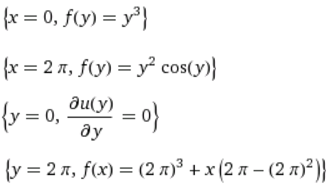 {x = 0, f(y) = y³}
{x = 2 π, f(y) = y² cos(y)}
{y = 0, ∂u(y)/∂y = 0}
{y = 2 π, f(x) = (2 π)³ + x(2 π − (2 π)²)}